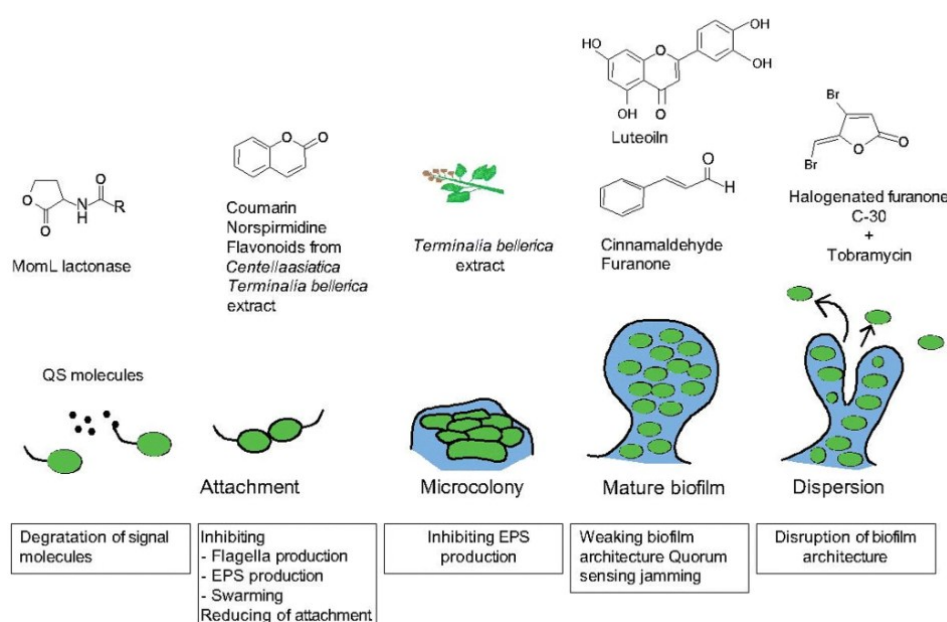 HO
O
OH
OH
OH
O
Luteoiln
Br
O
O
Br
O
O
O
O
N
H
O
R
O
H
MomL lactonase
Coumarin
Norspirmidine
Flavonoids from
Centellaasiatica
Terminalia bellerica
extract
Terminalia bellerica
extract
Cinnamaldehyde
Furanone
Halogenated furanone
C-30
+
Tobramycin
QS molecules
Attachment
Microcolony
Mature biofilm
Dispersion
Degratation of signal
molecules
Inhibiting
- Flagella production
- EPS production
- Swarming
Reducing of attachment
Inhibiting EPS
production
Weaking biofilm
architecture Quorum
sensing jamming
Disruption of biofilm
architecture